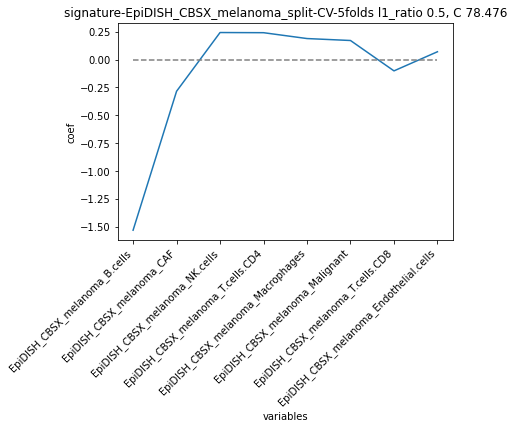 signature-EpiDISH_CBSX_melanoma_split-CV-5folds l1_ratio 0.5, C 78.476
0.25
0.00
-0.25
-0.50
-0.75
-1.00
-1.25
-1.50
coef
EpiDISH_CBSX_melanoma_B.cells
EpiDISH_CBSX_melanoma_CAF
EpiDISH_CBSX_melanoma_NK.cells
EpiDISH_CBSX_melanoma_T.cells.CD4
EpiDISH_CBSX_melanoma_Macrophages
EpiDISH_CBSX_melanoma_Malignant
EpiDISH_CBSX_melanoma_T.cells.CD8
EpiDISH_CBSX_melanoma_Endothelial.cells
variables